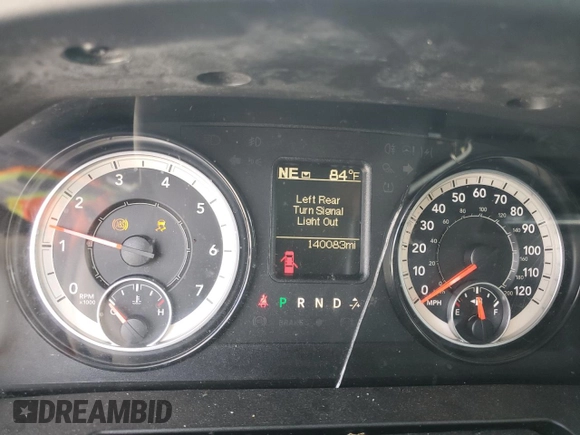 NE 84°F
Left Rear
Turn Signal
Light Out
140083mi
P R N D
0 1 2 3 4 5 6 7
RPM
x1000
C H
0 10 20 30 40 50 60 70 80 90 100 110 120
MPH
E F
DREAMBID